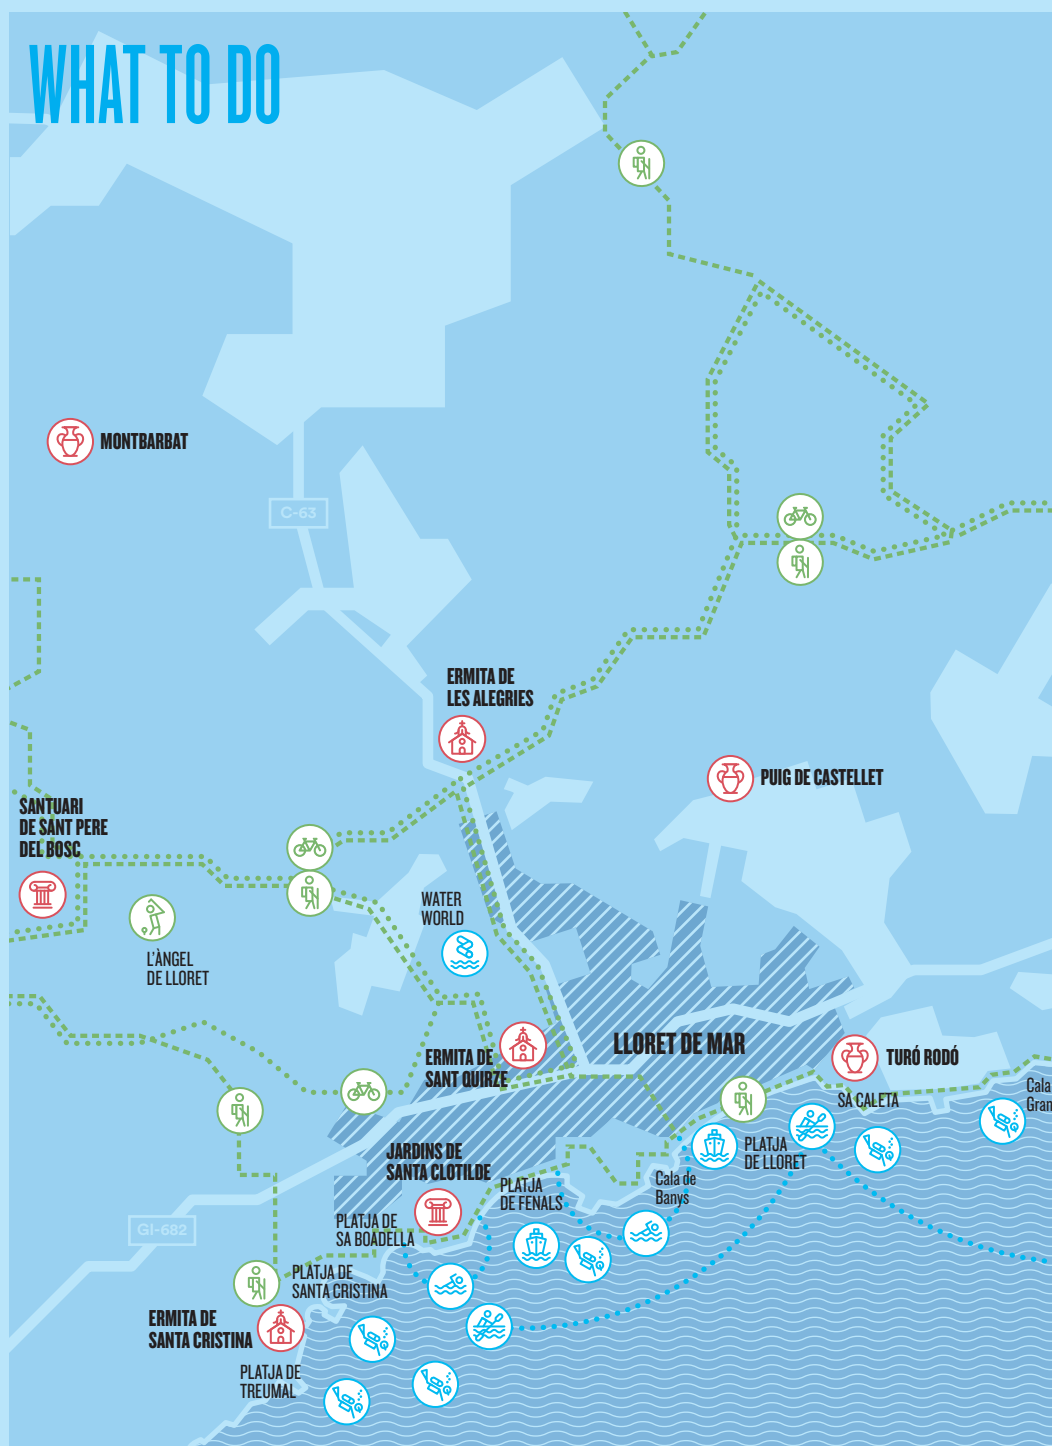 WHAT TO DO
MONTBARBAT
C-63
ERMITA DE
LES ALEGRIES
PUIG DE CASTELLET
SANTUARI
DE SANT PERE
DEL BOSC
WATER
WORLD
L'ÀNGEL
DE LLORET
LLORET DE MAR
ERMITA DE
SANT QUIRZE
TURÓ RODÓ
SA CALETA
Cala
Gran
PLATJA
DE LLORET
JARDINS DE
SANTA CLOTILDE
PLATJA
DE FENALS
Cala de
Banys
GI-682
PLATJA DE
SA BOADELLA
PLATJA DE
SANTA CRISTINA
ERMITA DE
SANTA CRISTINA
PLATJA DE
TREUMAL